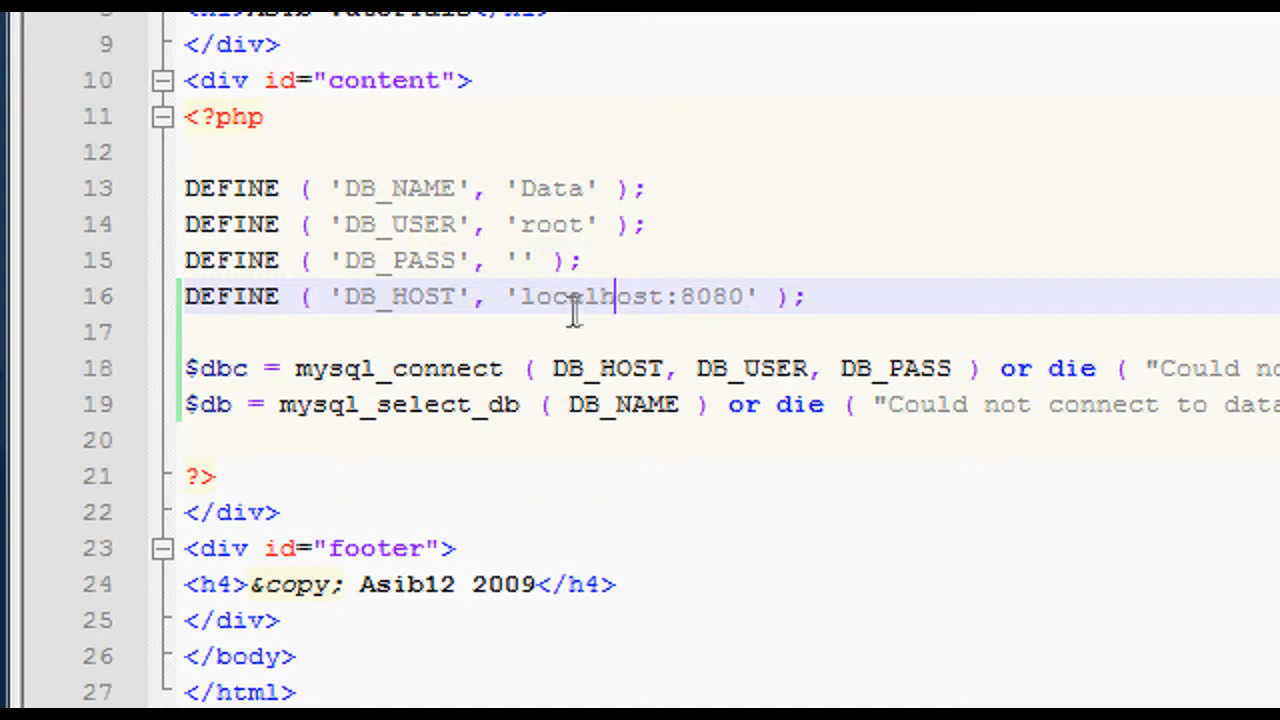 9 </div>
10 <div id="content">
11 <?php
12
13 DEFINE ( 'DB_NAME', 'Data' );
14 DEFINE ( 'DB_USER', 'root' );
15 DEFINE ( 'DB_PASS', '' );
16 DEFINE ( 'DB_HOST', 'localhost:8080' );
17
18 $dbc = mysql_connect ( DB_HOST, DB_USER, DB_PASS ) or die ( "Could
19 $db = mysql_select_db ( DB_NAME ) or die ( "Could not connect to
20
21 ?>
22 </div>
23 <div id="footer">
24 <h4>&copy; Asib12 2009</h4>
25 </div>
26 </body>
27 </html>